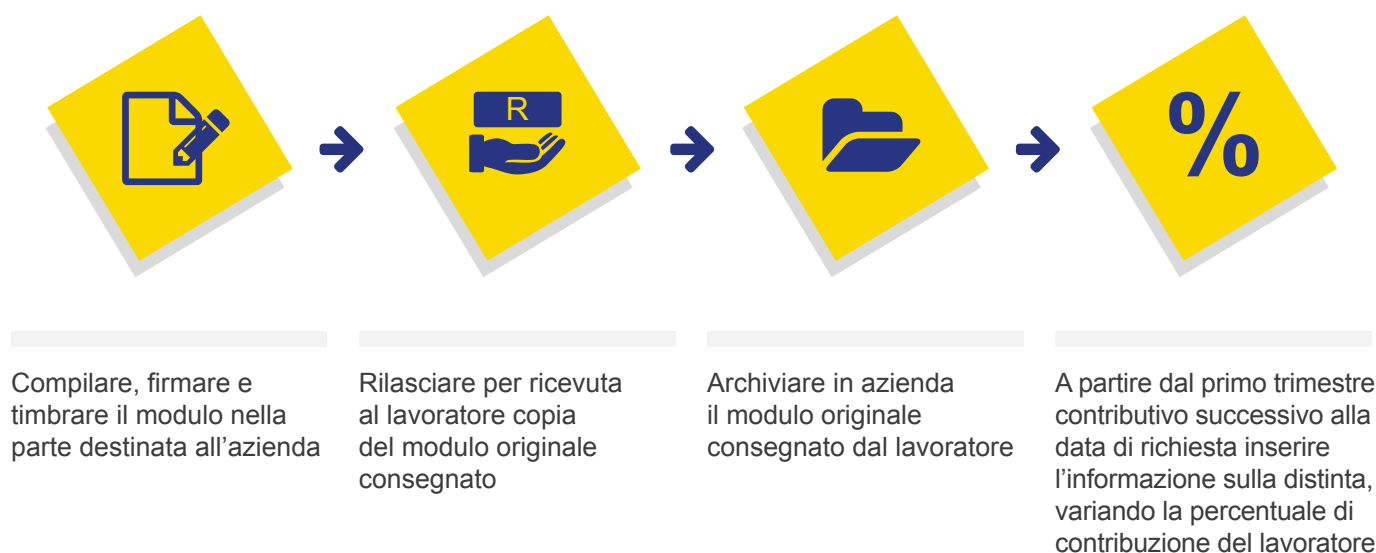 R
%
Compilare, firmare e
timbrare il modulo nella
parte destinata all’azienda
Rilasciare per ricevuta
al lavoratore copia
del modulo originale
consegnato
Archiviare in azienda
il modulo originale
consegnato dal lavoratore
A partire dal primo trimestre
contributivo successivo alla
data di richiesta inserire
l’informazione sulla distinta,
variando la percentuale di
contribuzione del lavoratore